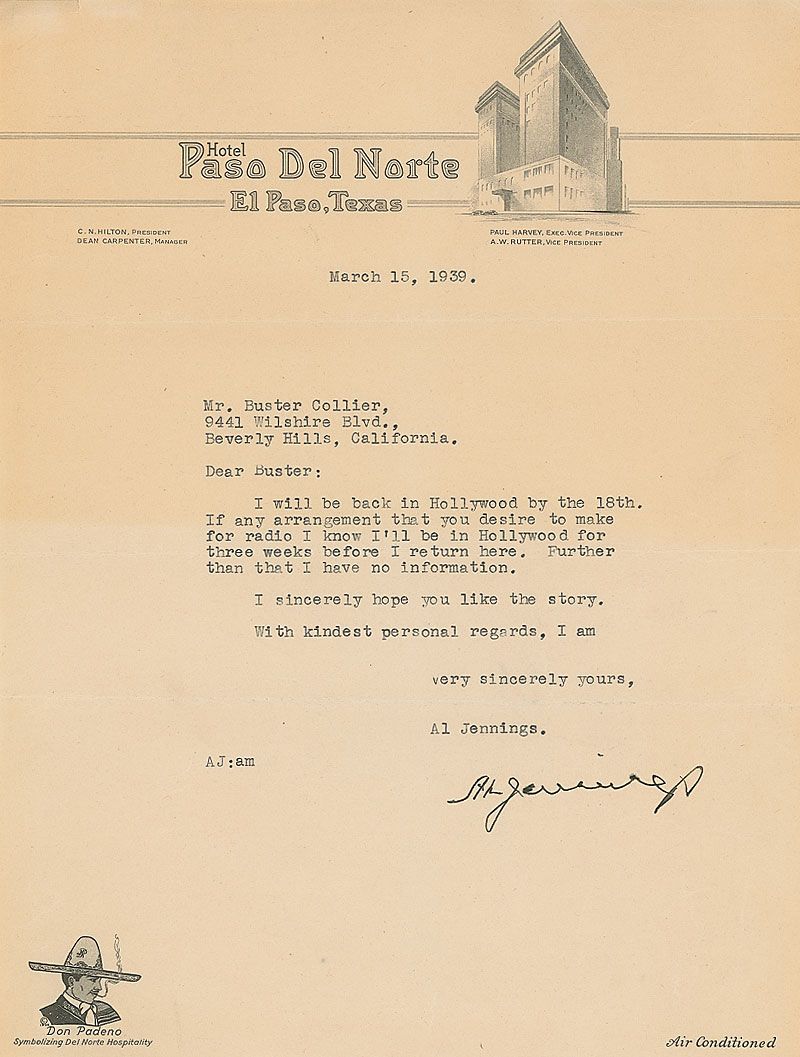 Hotel
Paso Del Norte
El Paso, Texas
C. N. HILTON, PRESIDENT
DEAN CARPENTER, MANAGER
PAUL HARVEY, EXEC. VICE PRESIDENT
A. W. RUTTER, VICE PRESIDENT
March 15, 1939.
Mr. Buster Collier,
9441 Wilshire Blvd.,
Beverly Hills, California.
Dear Buster:
I will be back in Hollywood by the 18th.
If any arrangement that you desire to make
for radio I know I'll be in Hollywood for
three weeks before I return here. Further
than that I have no information.
I sincerely hope you like the story.
With kindest personal regards, I am
very sincerely yours,
Al Jennings.
AJ:am
Al Jennings
Don Padeno
Symbolizing Del Norte Hospitality
Air Conditioned